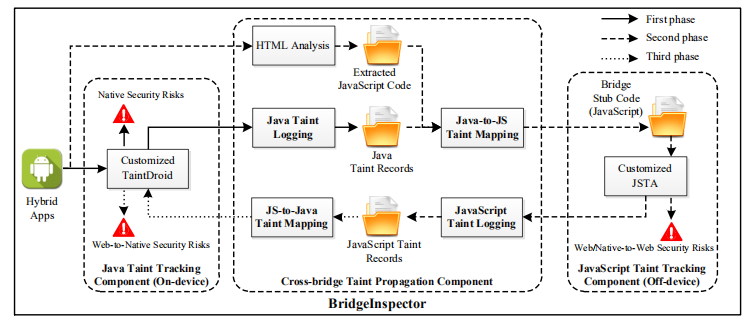 First phase
Second phase
Third phase
HTML Analysis
Extracted
JavaScript Code
Native Security Risks
Bridge
Stub Code
(JavaScript)
Java Taint
Logging
Java
Taint Records
Java-to-JS
Taint Mapping
Customized
TaintDroid
Customized
JSTA
Hybrid
Apps
JS-to-Java
Taint Mapping
JavaScript Taint
Records
JavaScript
Taint Logging
Web-to-Native Security Risks
Web/Native-to-Web Security Risks
Java Taint Tracking
Component (On-device)
Cross-bridge Taint Propagation Component
JavaScript Taint Tracking
Component (Off-device)
BridgeInspector